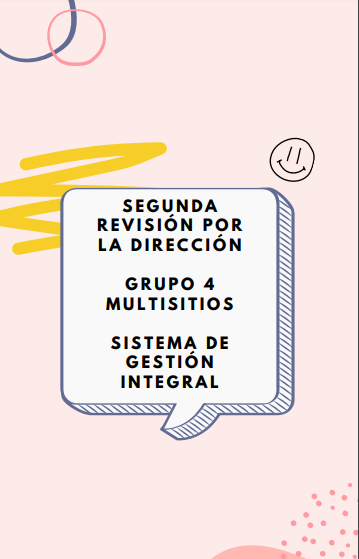 SEGUNDA
REVISIÓN POR
LA DIRECCIÓN
GRUPO 4
MULTISITIOS
SISTEMA DE
GESTIÓN
INTEGRAL